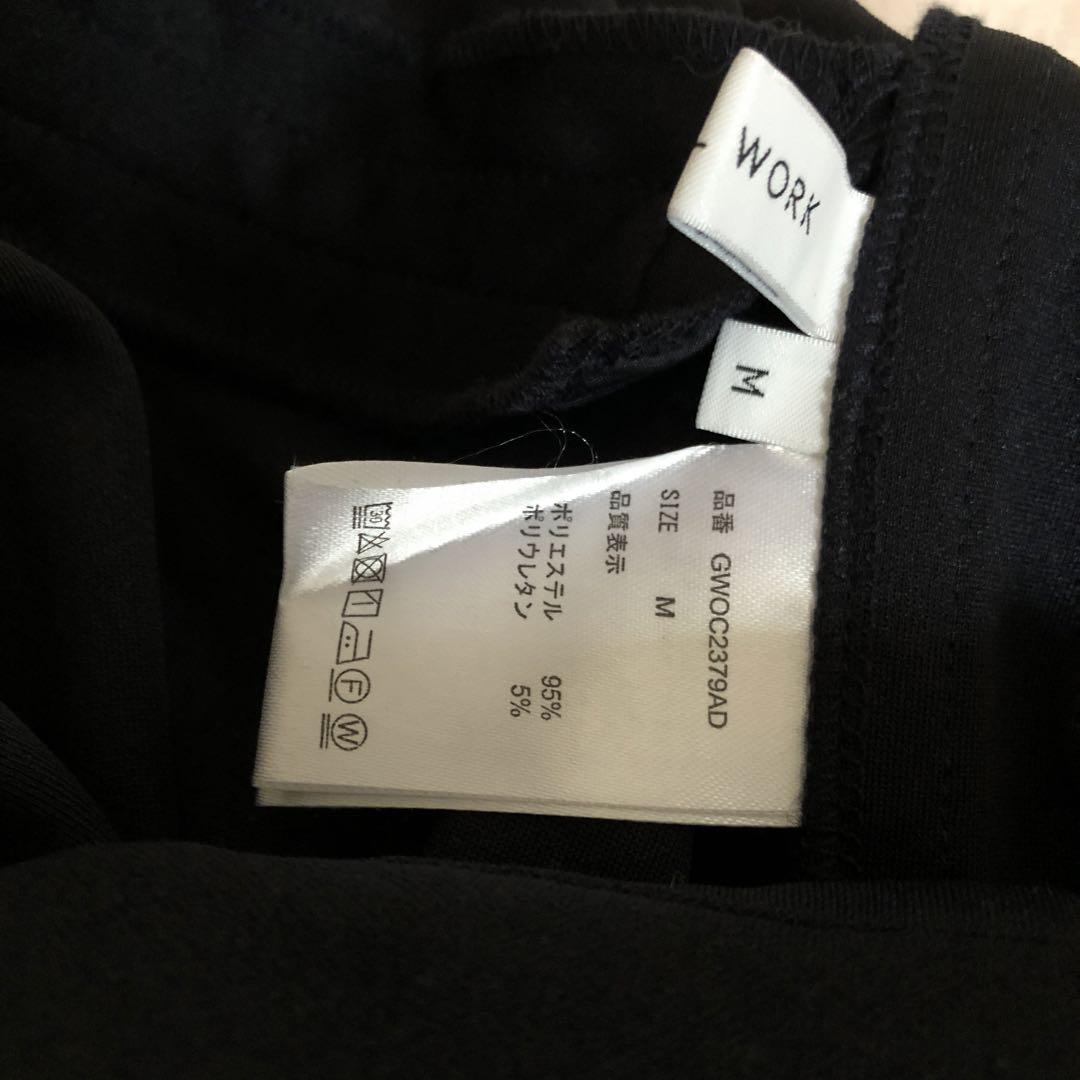 WORK
M
品番 GWOC2379AD
SIZE M
品質表示
ポリエステル 95%
ポリウレタン 5%
30
F
W